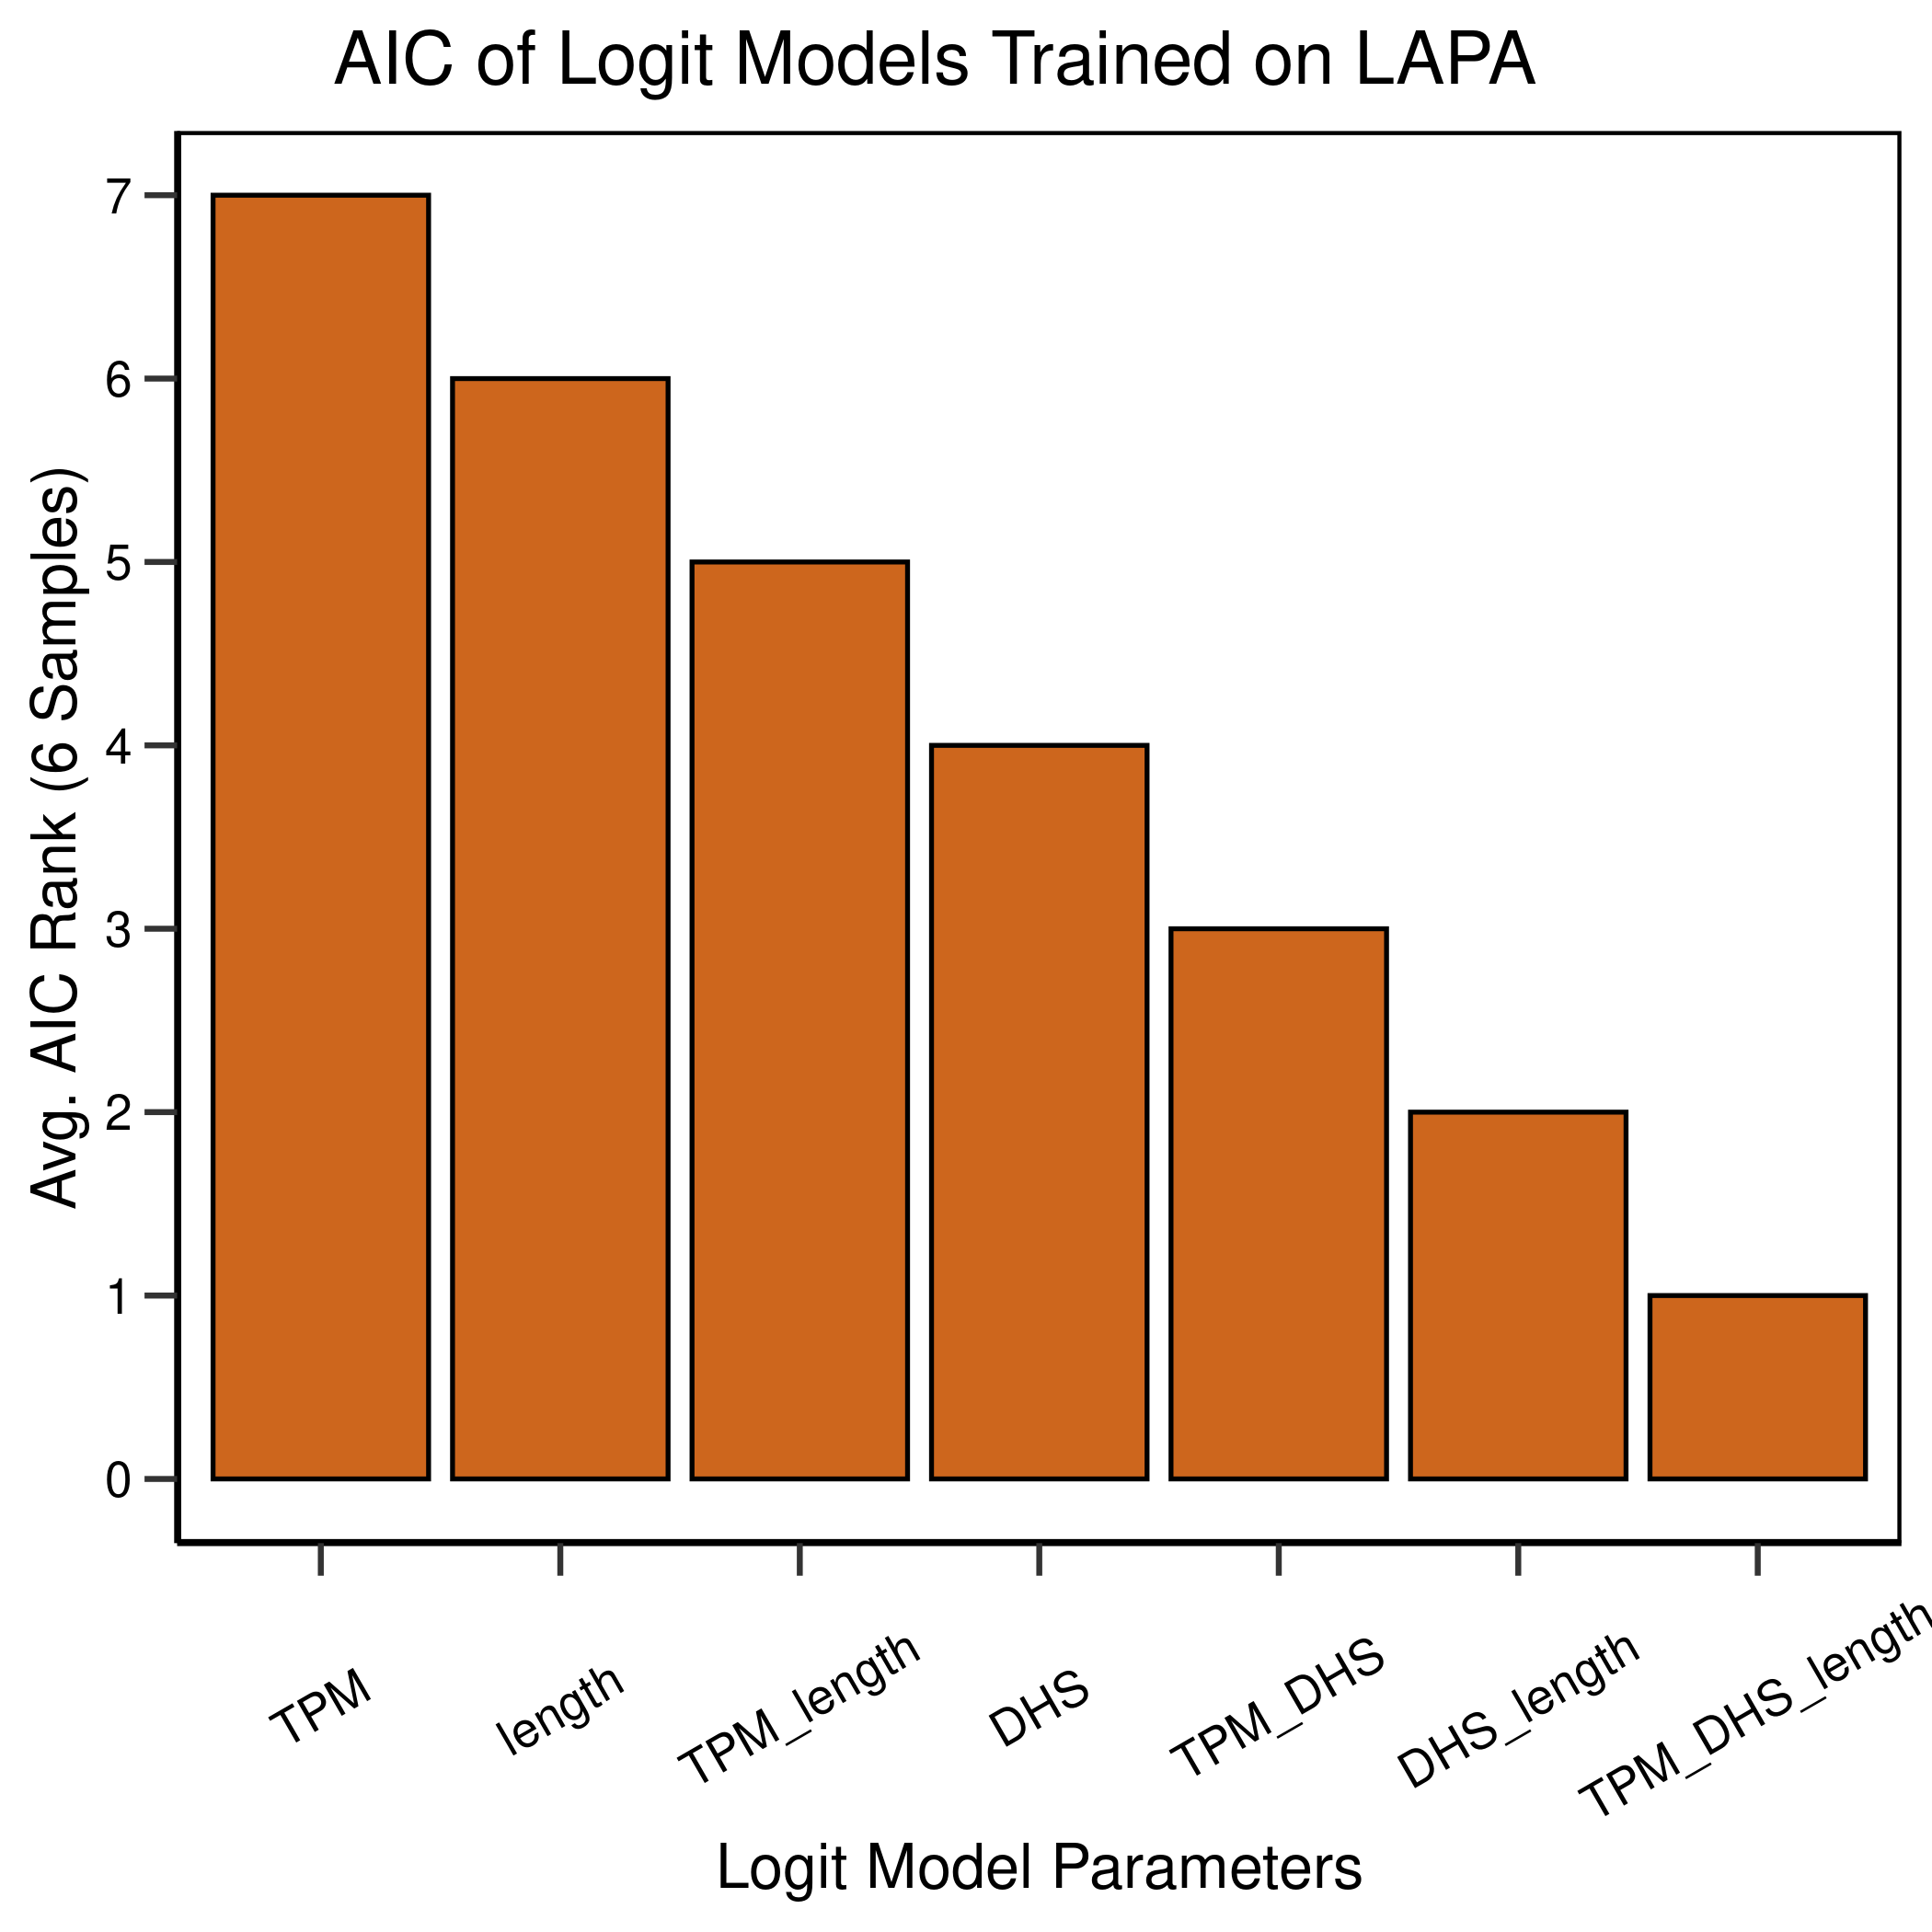 AIC of Logit Models Trained on LAPA
Avg. AIC Rank (6 Samples)
7
6
5
4
3
2
1
0
TPM
length
TPM_length
DHS
TPM_DHS
DHS_length
TPM_DHS_length
Logit Model Parameters